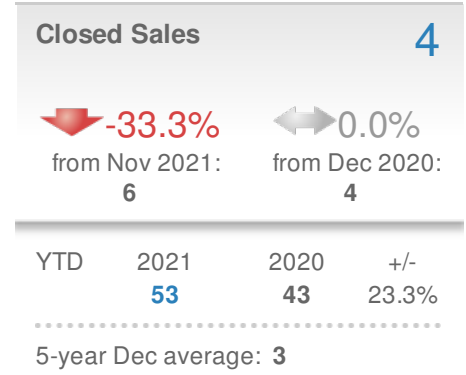 Closed Sales 4
-33.3% 0.0%
from Nov 2021: from Dec 2020:
6 4
YTD 2021 2020 +/-
53 43 23.3%
5-year Dec average: 3